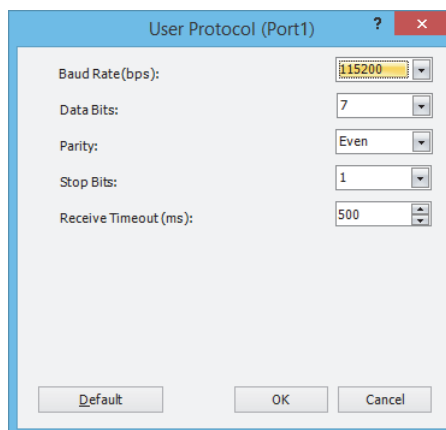 User Protocol (Port1) ? ×
Baud Rate(bps): 115200
Data Bits: 7
Parity: Even
Stop Bits: 1
Receive Timeout (ms): 500
Default OK Cancel